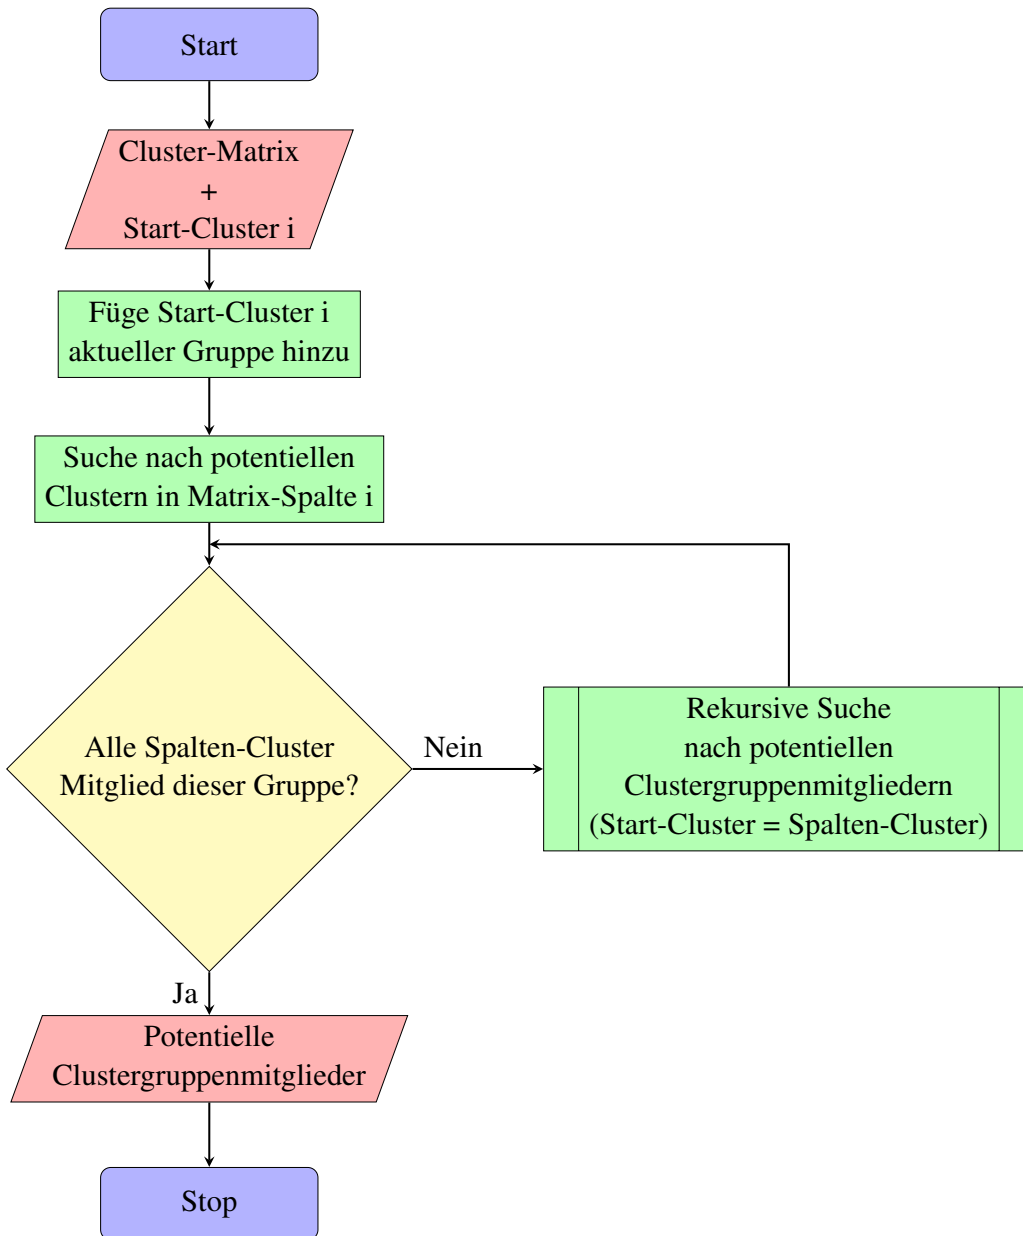 Start
Cluster-Matrix
+
Start-Cluster i
Füge Start-Cluster i
aktueller Gruppe hinzu
Suche nach potentiellen
Clustern in Matrix-Spalte i
Alle Spalten-Cluster
Mitglied dieser Gruppe?
Nein
Rekursive Suche
nach potentiellen
Clustergruppenmitgliedern
(Start-Cluster = Spalten-Cluster)
Ja
Potentielle
Clustergruppenmitglieder
Stop